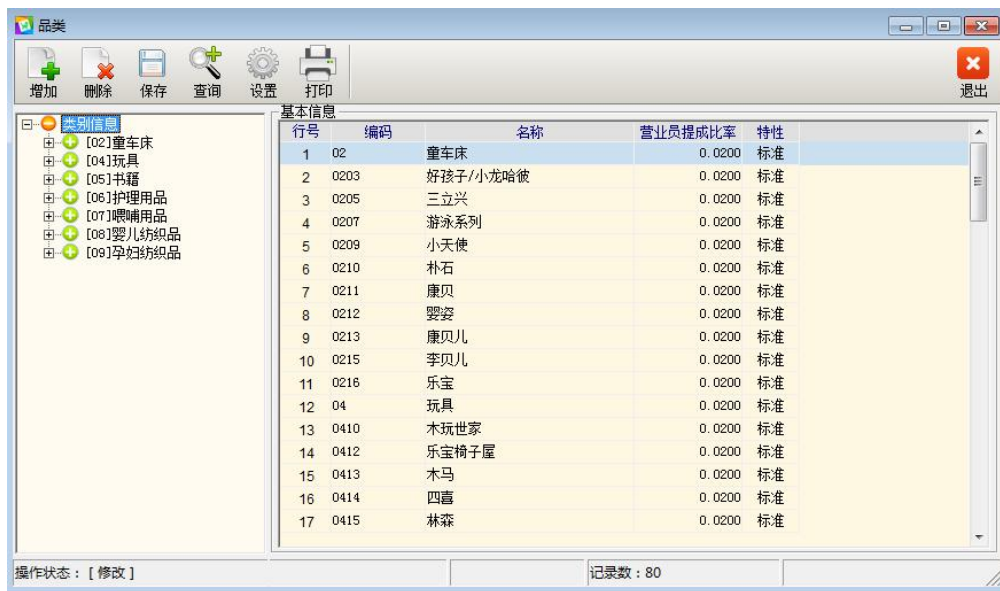 品类
增加 删除 保存 查询 设置 打印 退出
类别信息
[02]童车床
[04]玩具
[05]书籍
[06]护理用品
[07]喂哺用品
[08]婴儿纺织品
[09]孕妇纺织品
基本信息
行号 编码 名称 营业员提成比率 特性
1 02 童车床 0.0200 标准
2 0203 好孩子/小龙哈彼 0.0200 标准
3 0205 三立兴 0.0200 标准
4 0207 游泳系列 0.0200 标准
5 0209 小天使 0.0200 标准
6 0210 朴石 0.0200 标准
7 0211 康贝 0.0200 标准
8 0212 婴姿 0.0200 标准
9 0213 康贝儿 0.0200 标准
10 0215 李贝儿 0.0200 标准
11 0216 乐宝 0.0200 标准
12 04 玩具 0.0200 标准
13 0410 木玩世家 0.0200 标准
14 0412 乐宝椅子屋 0.0200 标准
15 0413 木马 0.0200 标准
16 0414 四喜 0.0200 标准
17 0415 林森 0.0200 标准
操作状态：[ 修改 ] 记录数：80